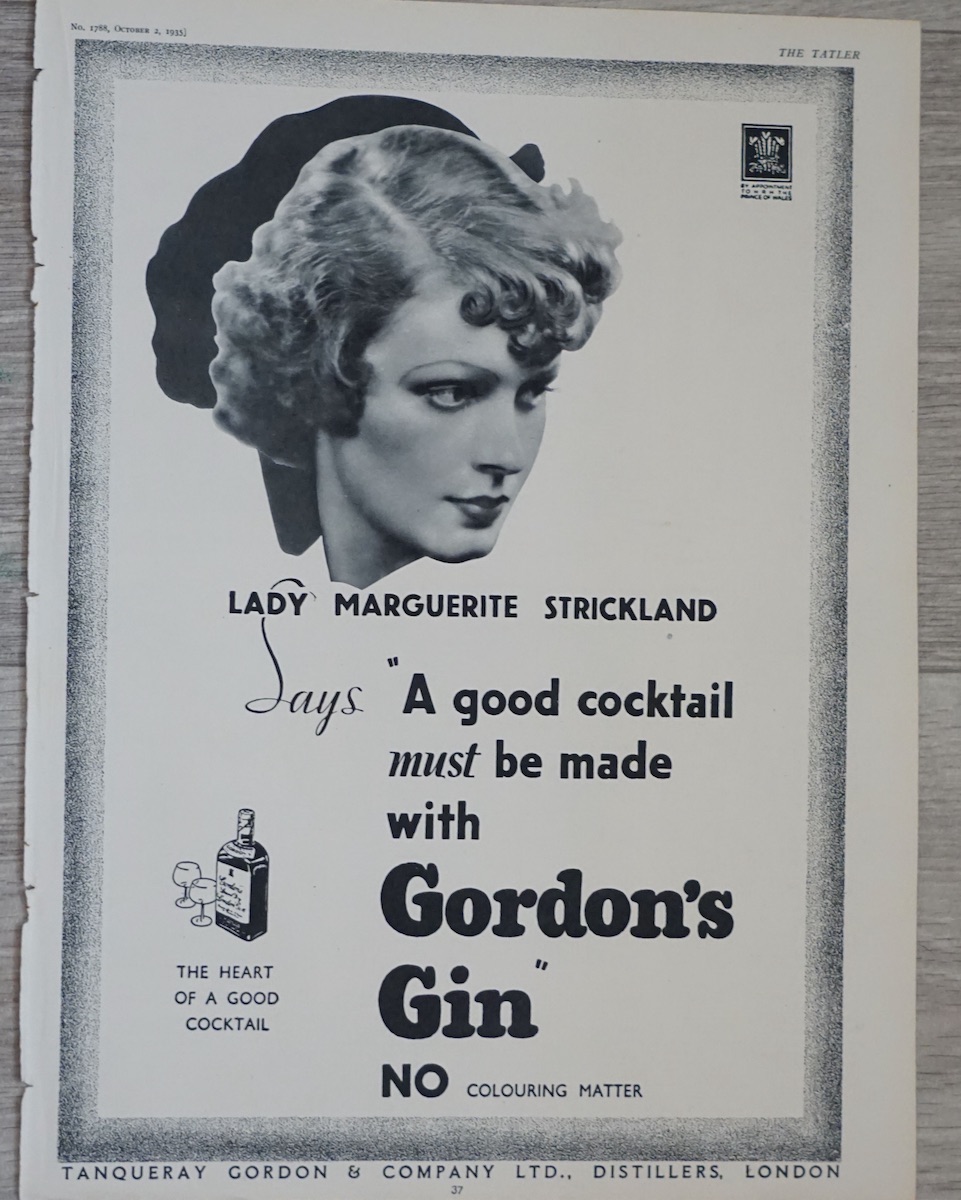 No. 1788, October 2, 1935]
THE TATLER
BY APPOINTMENT
TO H R H THE
PRINCE OF WALES
LADY MARGUERITE STRICKLAND
Says "A good cocktail
must be made
with
Gordon's
Gin"
THE HEART
OF A GOOD
COCKTAIL
NO COLOURING MATTER
TANQUERAY GORDON & COMPANY LTD., DISTILLERS, LONDON
37